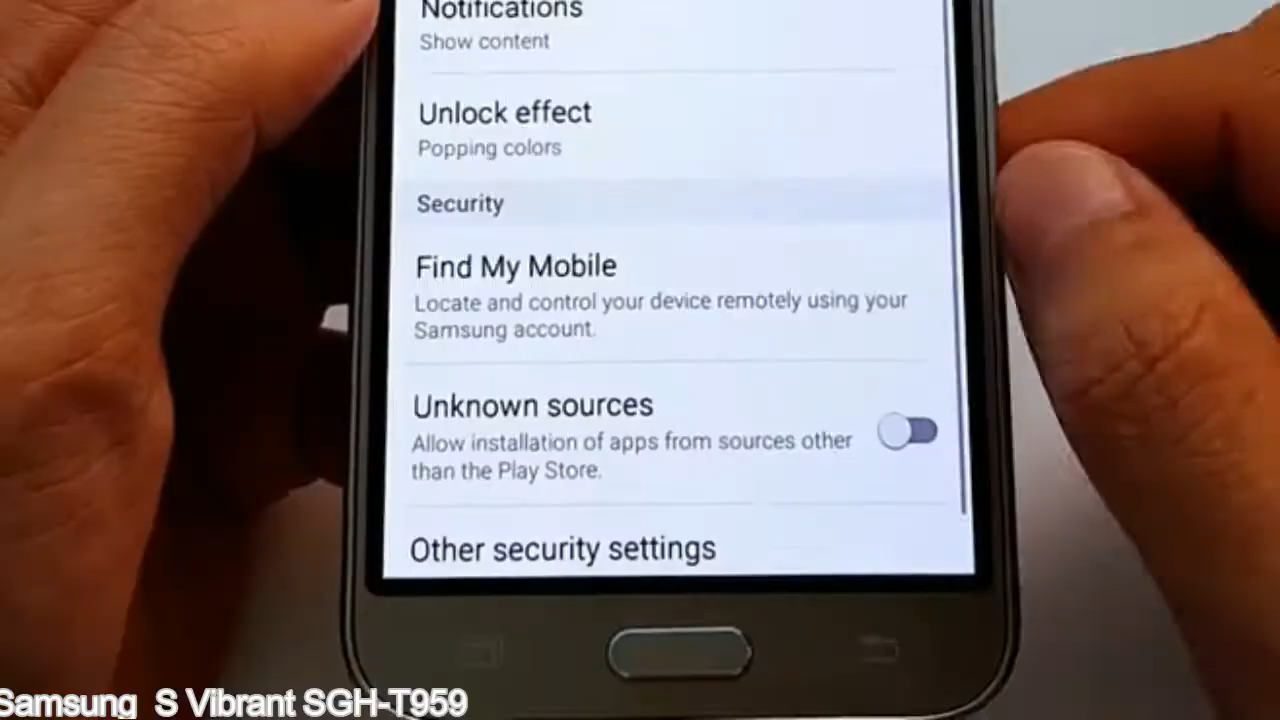 Notifications
Show content
Unlock effect
Popping colors
Security
Find My Mobile
Locate and control your device remotely using your
Samsung account.
Unknown sources
Allow installation of apps from sources other
than the Play Store.
Other security settings
Samsung S Vibrant SGH-T959